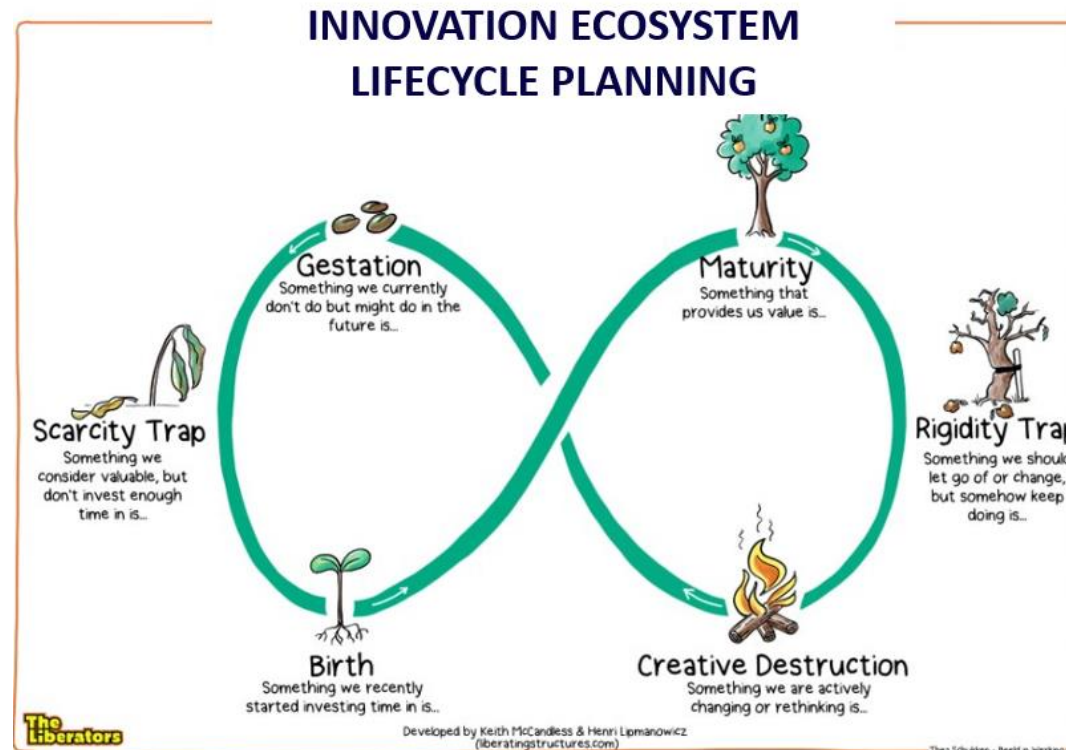 INNOVATION ECOSYSTEM
LIFECYCLE PLANNING
Gestation
Something we currently
don't do but might do in the
future is...
Maturity
Something that
provides us value is...
Scarcity Trap
Something we
consider valuable, but
don't invest enough
time in is...
Rigidity Trap
Something we should
let go of or change,
but somehow keep
doing is...
Birth
Something we recently
started investing time in is...
Creative Destruction
Something we are actively
changing or rethinking is...
The
Liberators
Developed by Keith McCandless & Henri Lipmanowicz
(liberatingstructures.com)